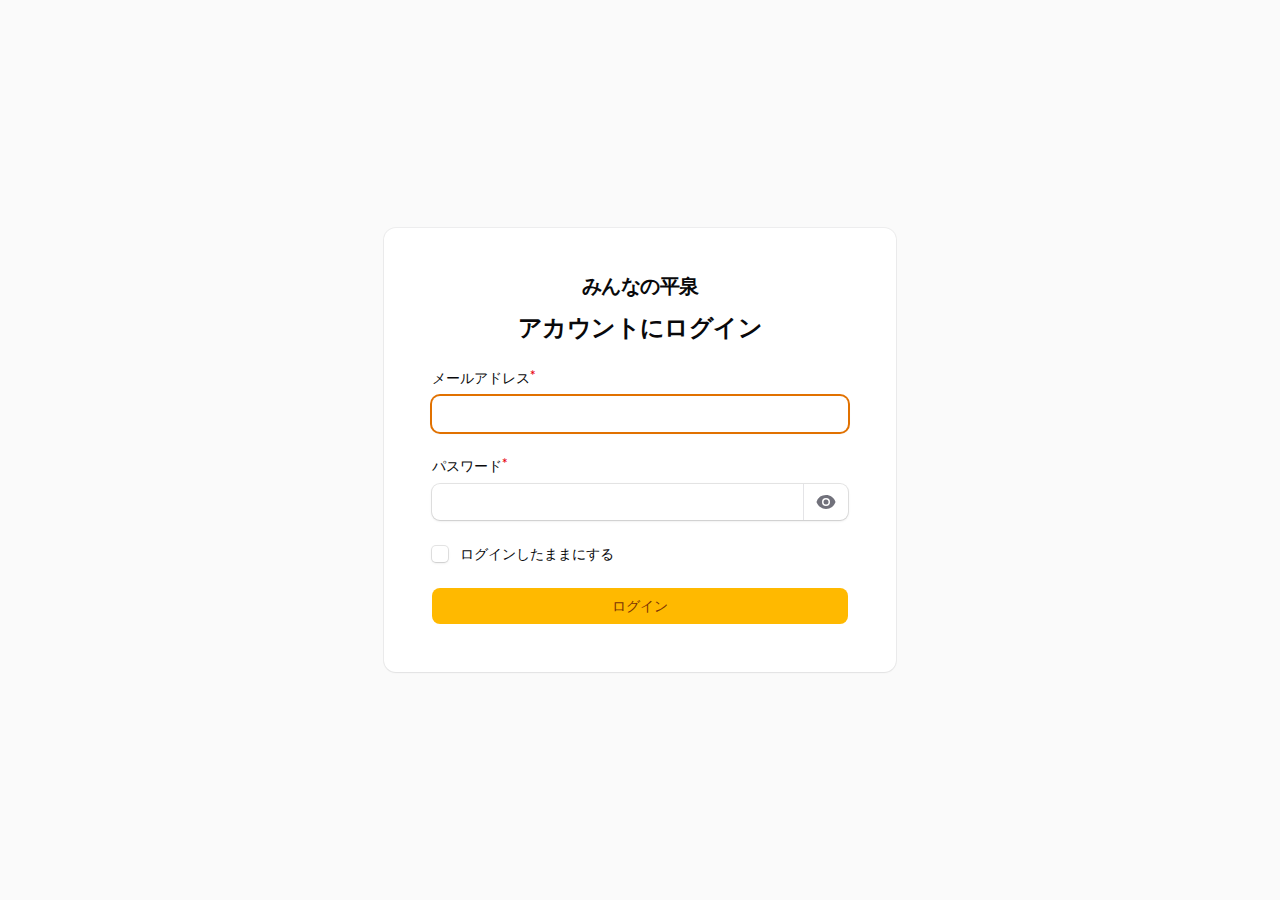 みんなの平泉
アカウントにログイン
メールアドレス*
パスワード*
ログインしたままにする
ログイン